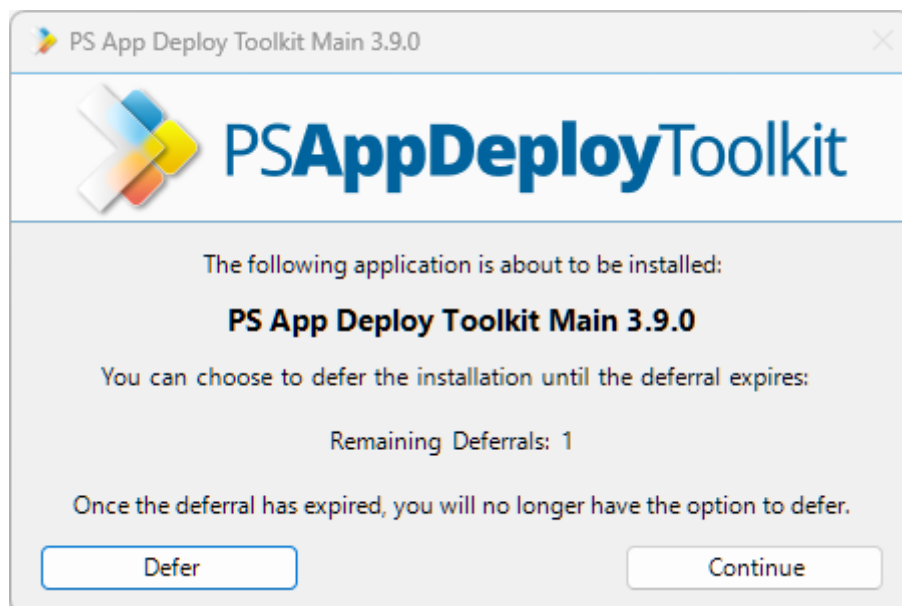 PS App Deploy Toolkit Main 3.9.0
PSAppDeployToolkit
The following application is about to be installed:
PS App Deploy Toolkit Main 3.9.0
You can choose to defer the installation until the deferral expires:
Remaining Deferrals: 1
Once the deferral has expired, you will no longer have the option to defer.
Defer
Continue